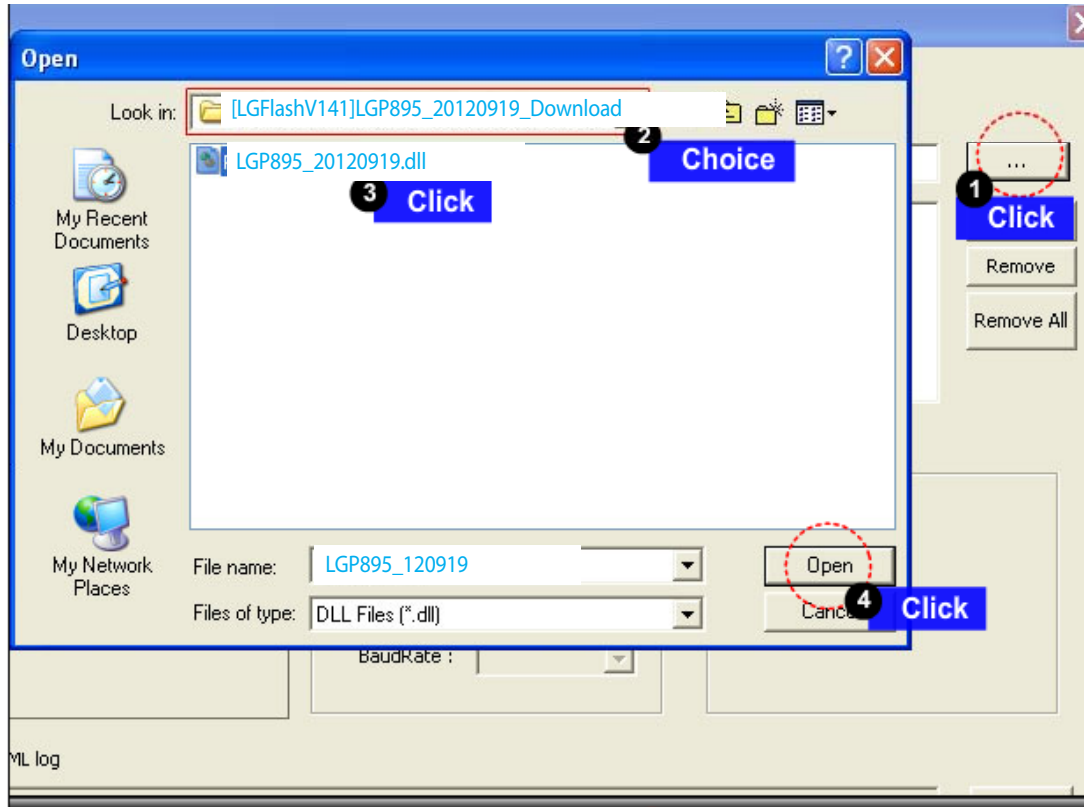 Open
Look in: [LGFlashV141]LGP895_20120919_Download
2
Choice
...
1
Click
LGP895_20120919.dll
3
Click
My Recent
Documents
Remove
Desktop
Remove All
My Documents
My Network
Places
File name: LGP895_120919
Open
Files of type: DLL Files (*.dll)
4
Click
BaudRate :
ML log